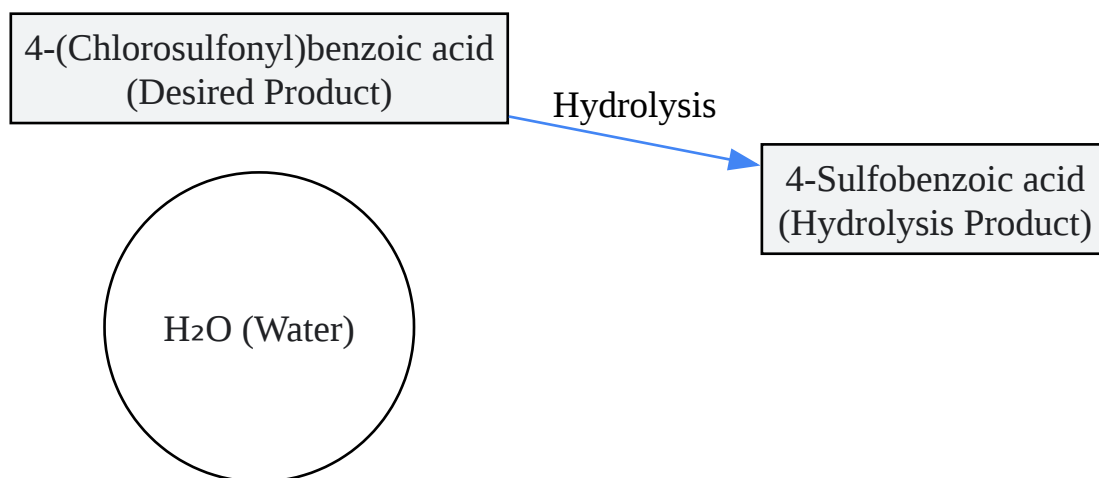 4-(Chlorosulfonyl)benzoic acid
(Desired Product)
Hydrolysis
4-Sulfobenzoic acid
(Hydrolysis Product)
H₂O (Water)